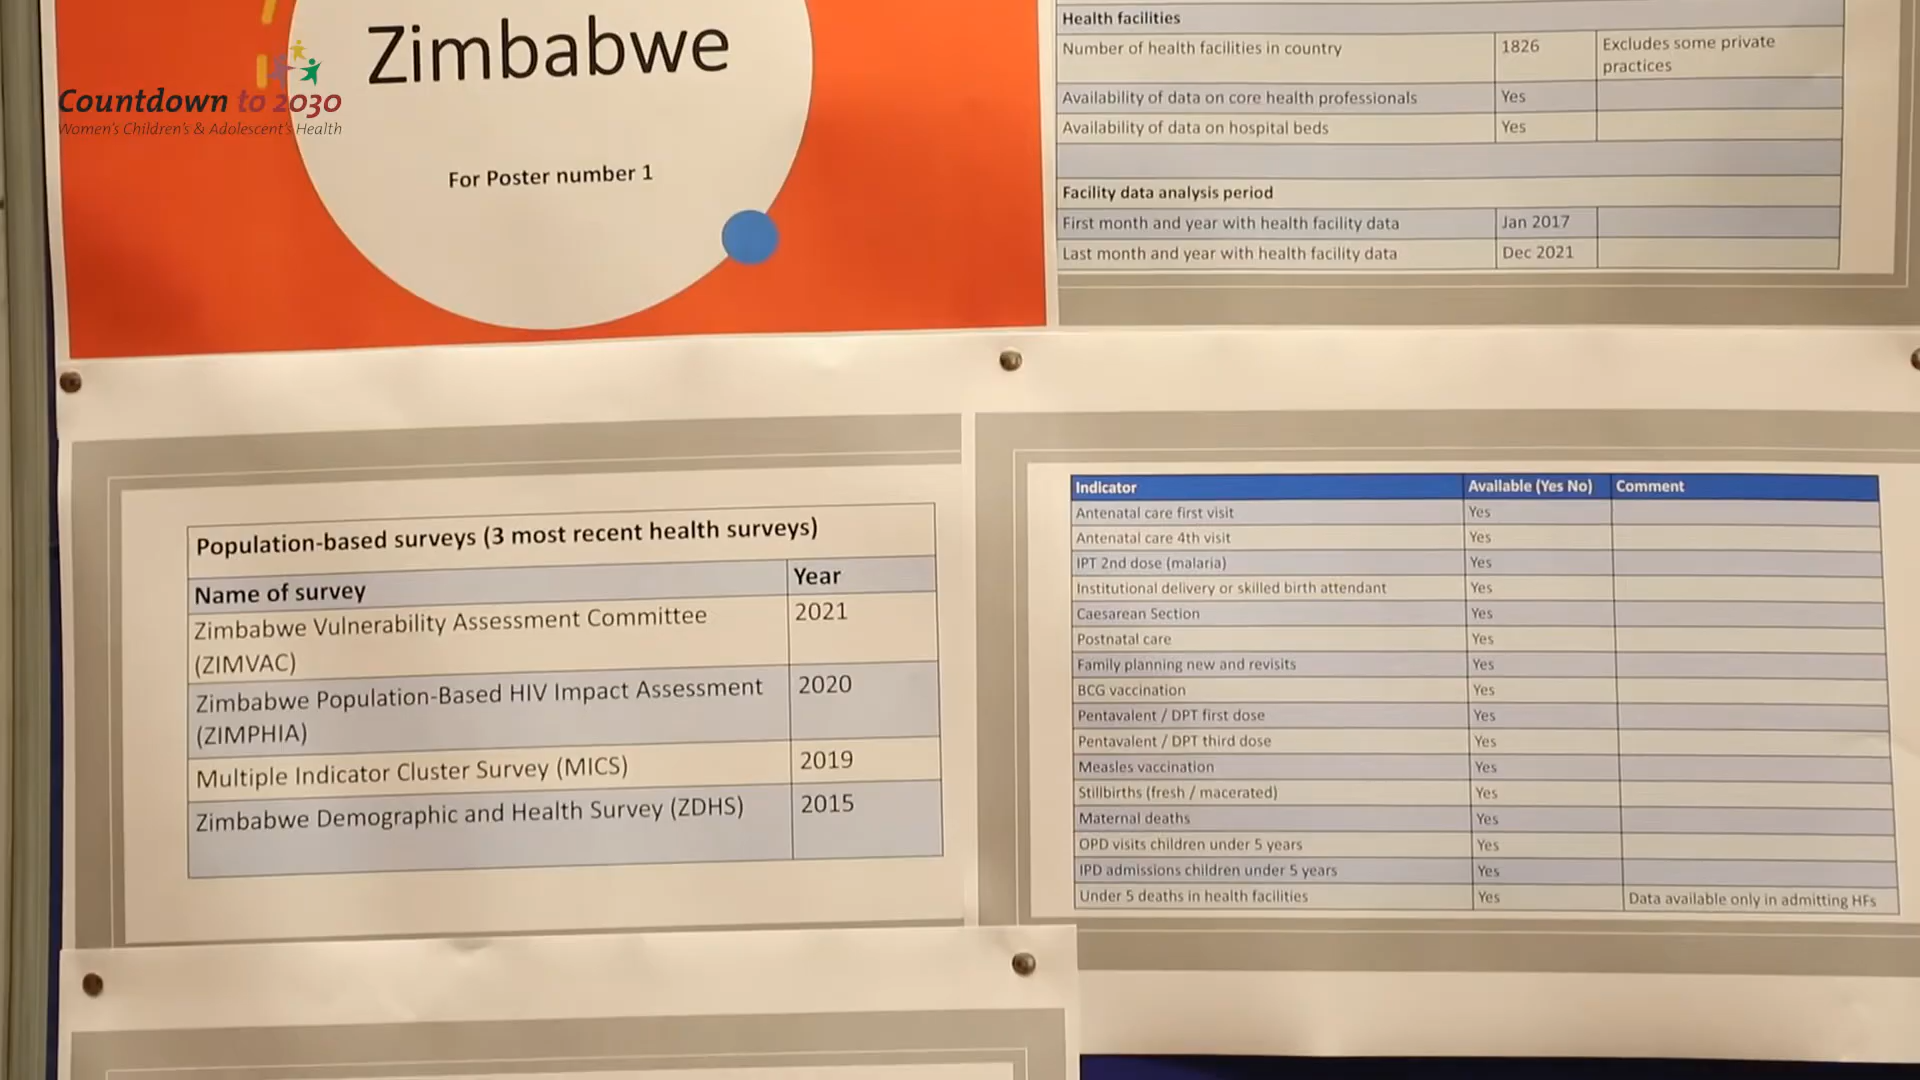 Zimbabwe
Countdown to 2030
Women's Children's & Adolescent's Health
For Poster number 1
Health facilities
Number of health facilities in country 1826 Excludes some private
practices
Availability of data on core health professionals Yes
Availability of data on hospital beds Yes
Facility data analysis period
First month and year with health facility data Jan 2017
Last month and year with health facility data Dec 2021
Population-based surveys (3 most recent health surveys)
Name of survey Year
Zimbabwe Vulnerability Assessment Committee 2021
(ZIMVAC)
Zimbabwe Population-Based HIV Impact Assessment 2020
(ZIMPHIA)
Multiple Indicator Cluster Survey (MICS) 2019
Zimbabwe Demographic and Health Survey (ZDHS) 2015
Indicator Available (Yes No) Comment
Antenatal care first visit Yes
Antenatal care 4th visit Yes
IPT 2nd dose (malaria) Yes
Institutional delivery or skilled birth attendant Yes
Caesarean Section Yes
Postnatal care Yes
Family planning new and revisits Yes
BCG vaccination Yes
Pentavalent / DPT first dose Yes
Pentavalent / DPT third dose Yes
Measles vaccination Yes
Stillbirths (fresh / macerated) Yes
Maternal deaths Yes
OPD visits children under 5 years Yes
IPD admissions children under 5 years Yes
Under 5 deaths in health facilities Yes Data available only in admitting HFs